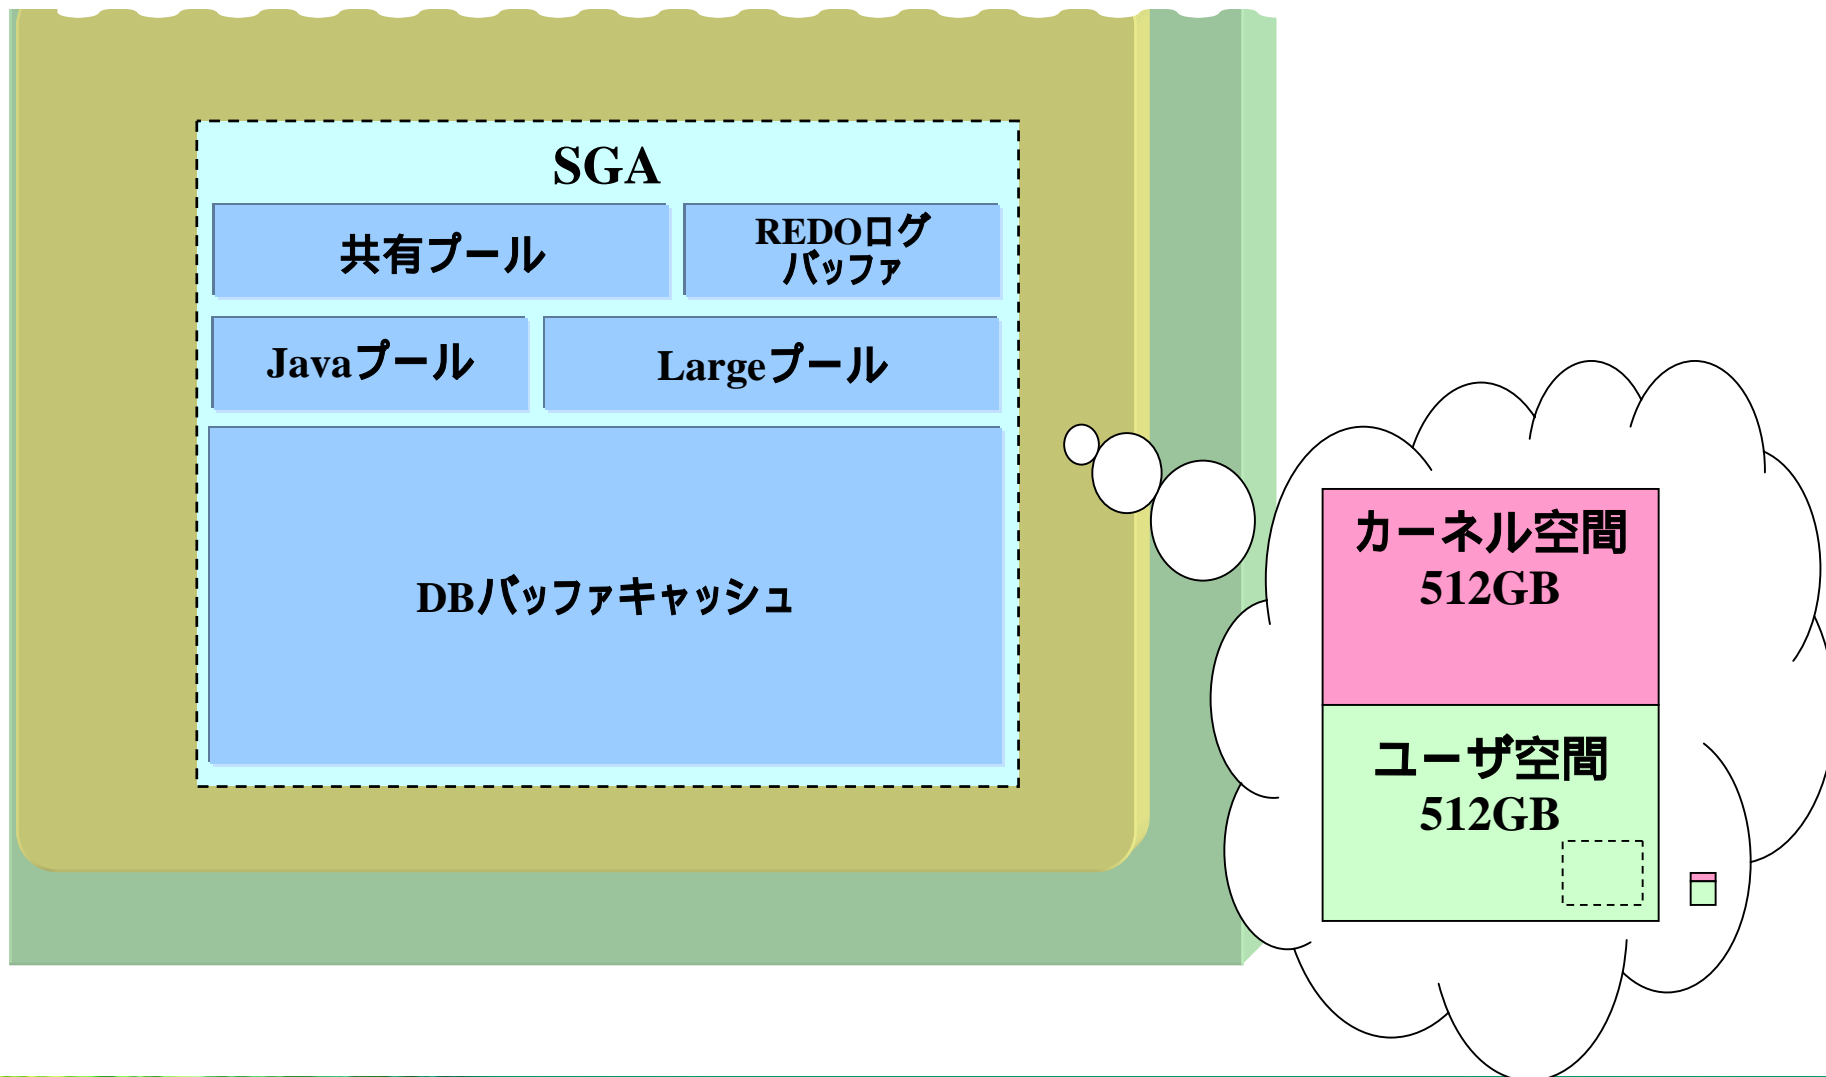 SGA
共有プール
REDOログ
バッファ
Javaプール
Largeプール
DBバッファキャッシュ
カーネル空間
512GB
ユーザ空間
512GB